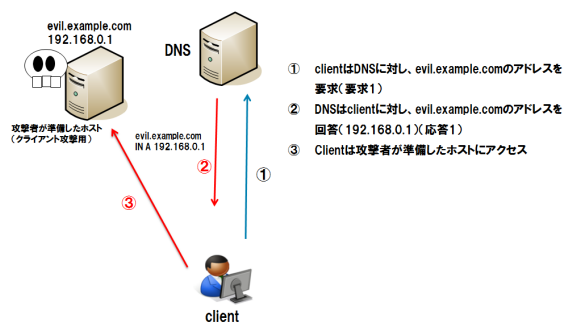 evil.example.com
192.168.0.1
DNS
攻撃者が準備したホスト
(クライアント攻撃用)
evil.example.com
IN A 192.168.0.1
②
①
③
client
① clientはDNSに対し、evil.example.comのアドレスを
要求(要求1)
② DNSはclientに対し、evil.example.comのアドレスを
回答(192.168.0.1)(応答1)
③ Clientは攻撃者が準備したホストにアクセス